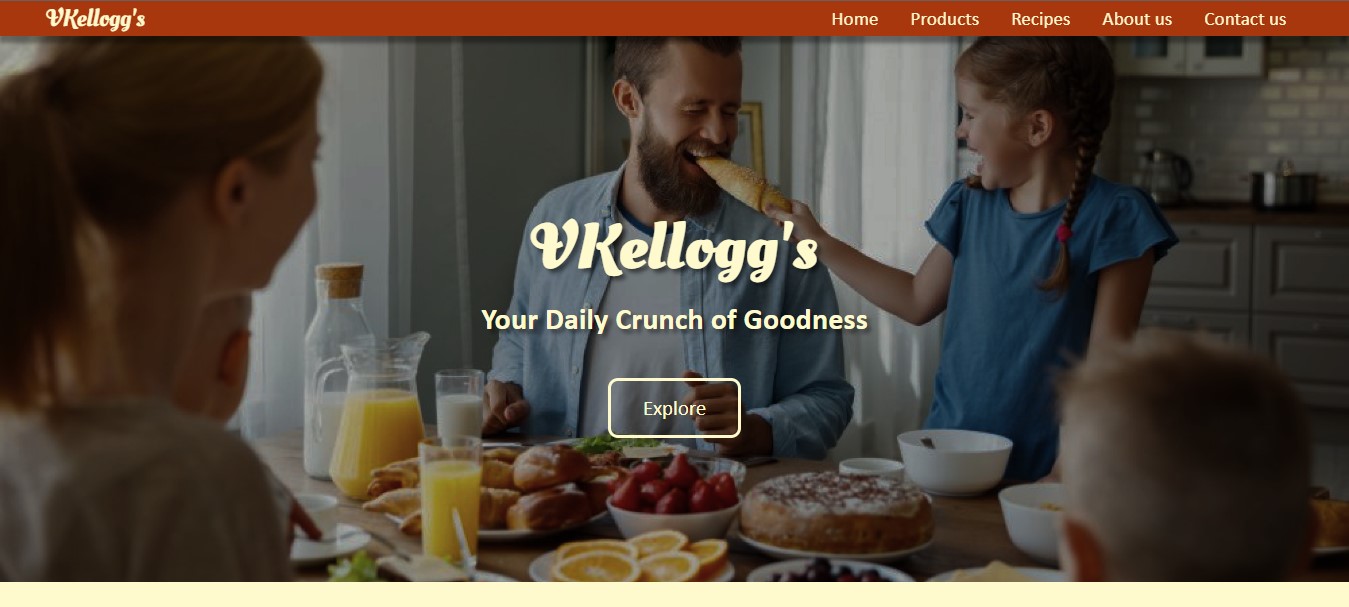 VKellogg's
Home Products Recipes About us Contact us
VKellogg's
Your Daily Crunch of Goodness
Explore